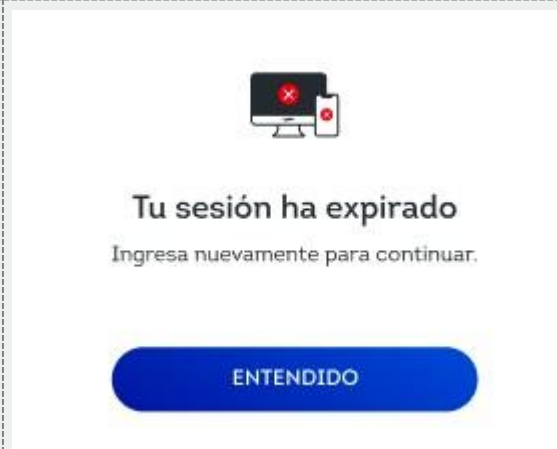 Tu sesión ha expirado
Ingresa nuevamente para continuar.
ENTENDIDO